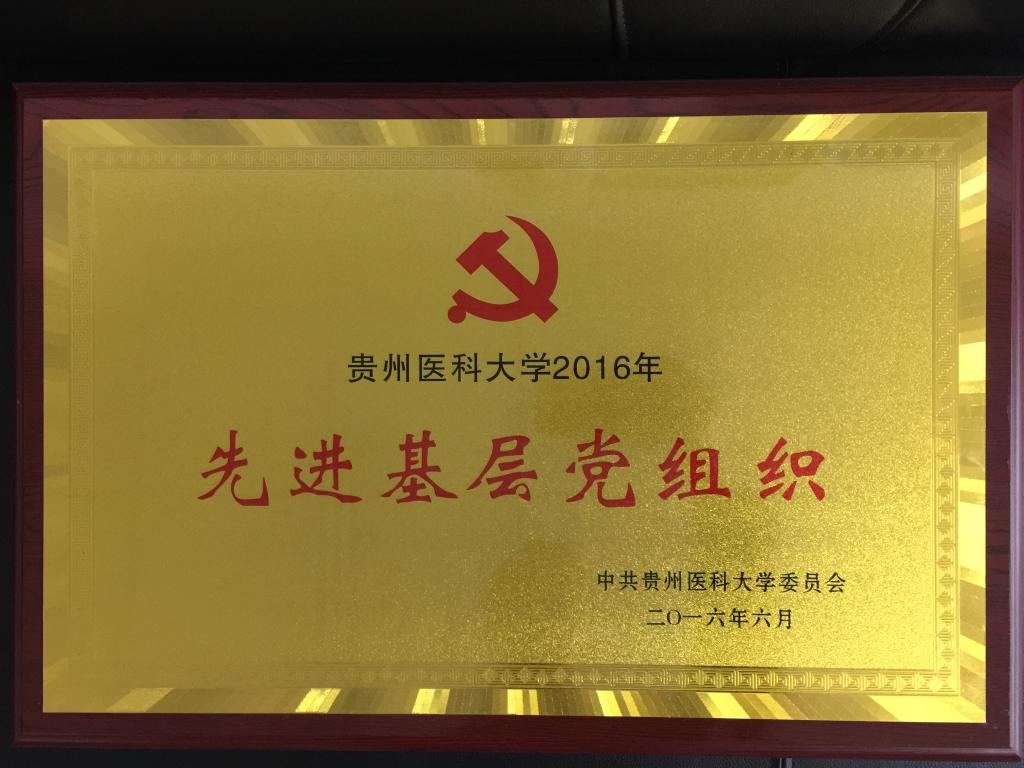 贵州医科大学2016年
先进基层党组织
中共贵州医科大学委员会
二〇一六年六月